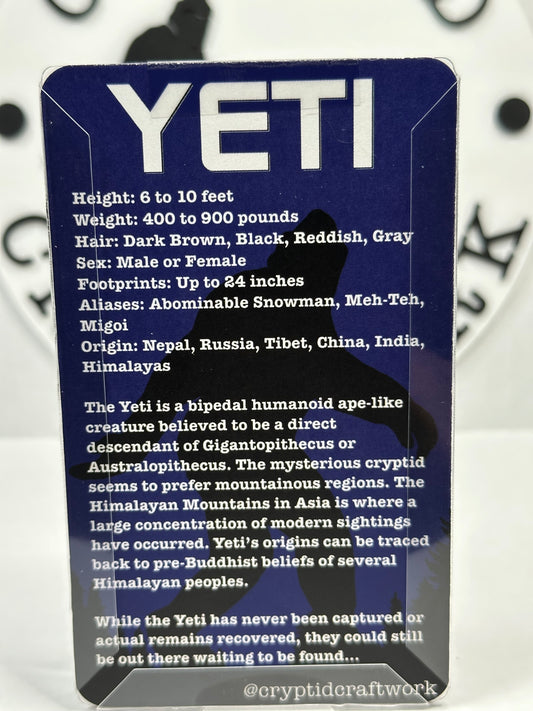 YETI
Height: 6 to 10 feet
Weight: 400 to 900 pounds
Hair: Dark Brown, Black, Reddish, Gray
Sex: Male or Female
Footprints: Up to 24 inches
Aliases: Abominable Snowman, Meh-Teh,
Migoi
Origin: Nepal, Russia, Tibet, China, India,
Himalayas
The Yeti is a bipedal humanoid ape-like
creature believed to be a direct
descendant of Gigantopithecus or
Australopithecus. The mysterious cryptid
seems to prefer mountainous regions. The
Himalayan Mountains in Asia is where a
large concentration of modern sightings
have occurred. Yeti's origins can be traced
back to pre-Buddhist beliefs of several
Himalayan peoples.
While the Yeti has never been captured or
actual remains recovered, they could still
be out there waiting to be found...
@cryptidcraftwork